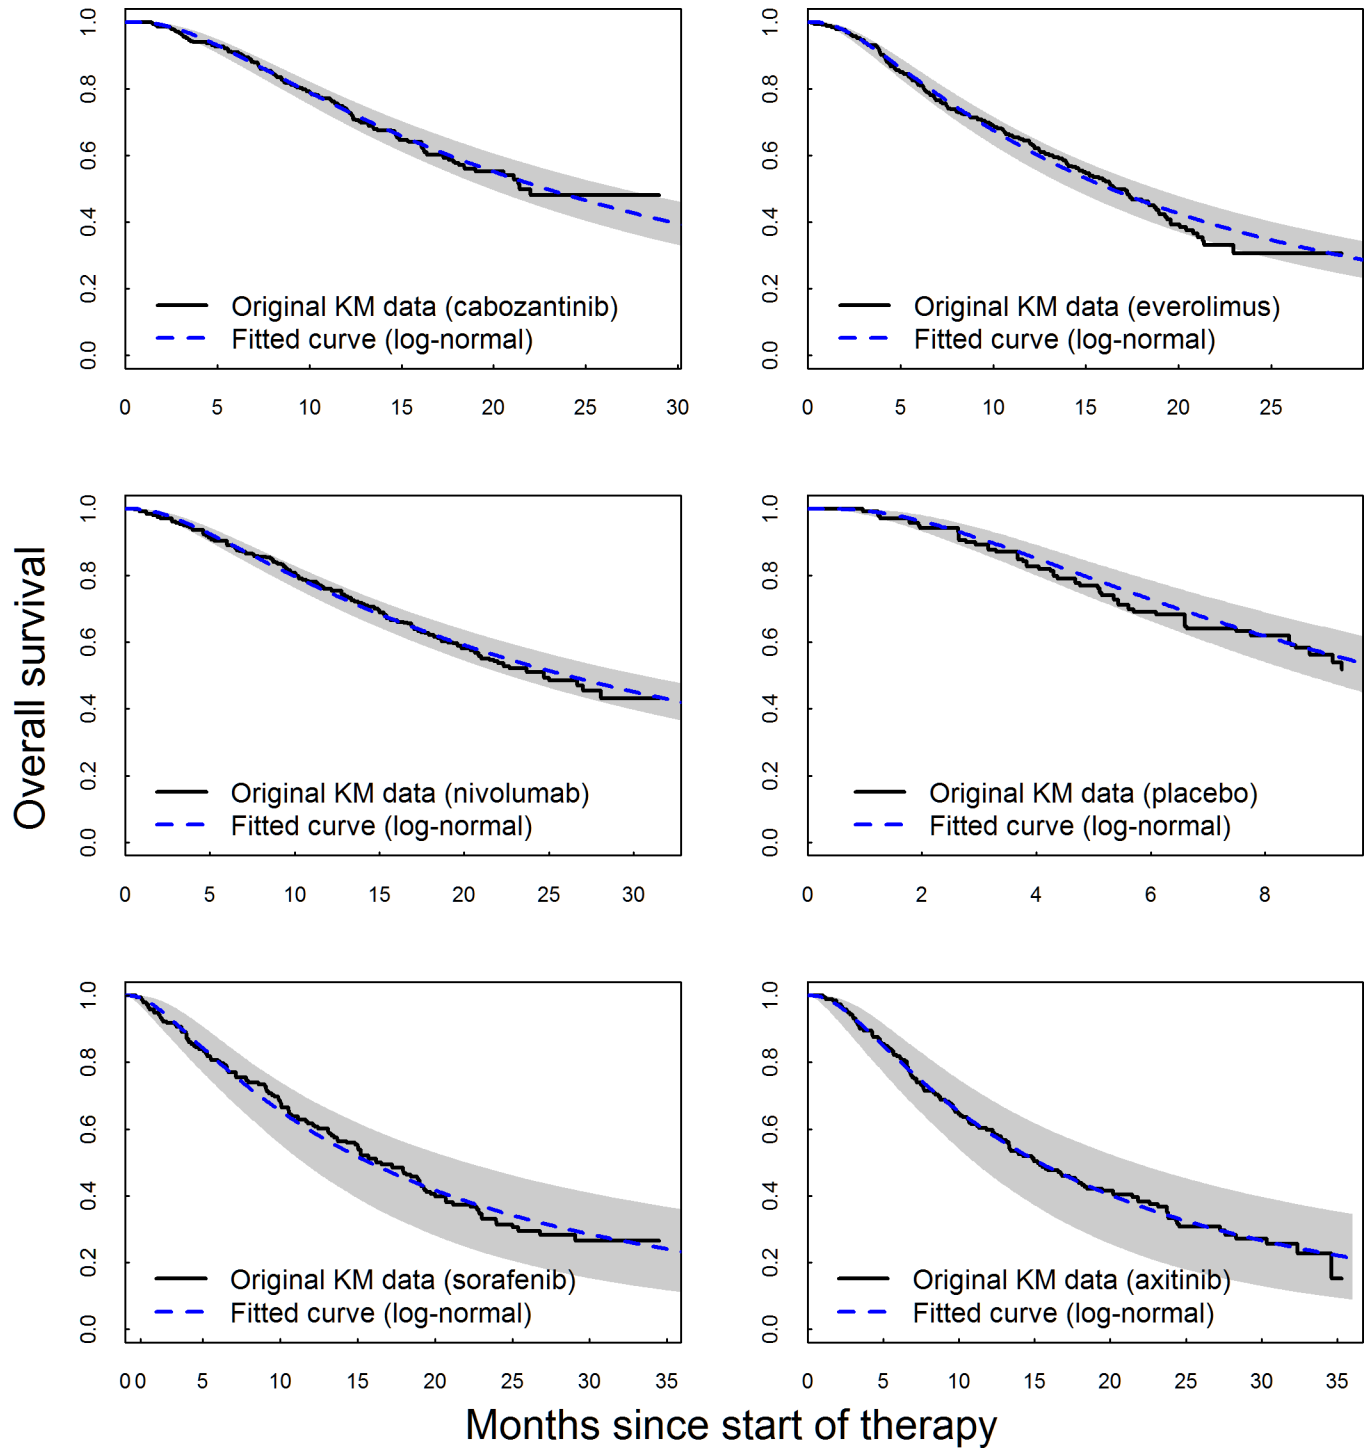 0.0 0.2 0.4 0.6 0.8 1.0
Original KM data (cabozantinib)
Fitted curve (log-normal)
0 5 10 15 20 25 30
0.0 0.2 0.4 0.6 0.8 1.0
Original KM data (everolimus)
Fitted curve (log-normal)
0 5 10 15 20 25
Overall survival
0.0 0.2 0.4 0.6 0.8 1.0
Original KM data (nivolumab)
Fitted curve (log-normal)
0 5 10 15 20 25 30
0.0 0.2 0.4 0.6 0.8 1.0
Original KM data (placebo)
Fitted curve (log-normal)
0 2 4 6 8
0.0 0.2 0.4 0.6 0.8 1.0
Original KM data (sorafenib)
Fitted curve (log-normal)
0 0 5 10 15 20 25 30 35
0.0 0.2 0.4 0.6 0.8 1.0
Original KM data (axitinib)
Fitted curve (log-normal)
0 5 10 15 20 25 30 35
Months since start of therapy